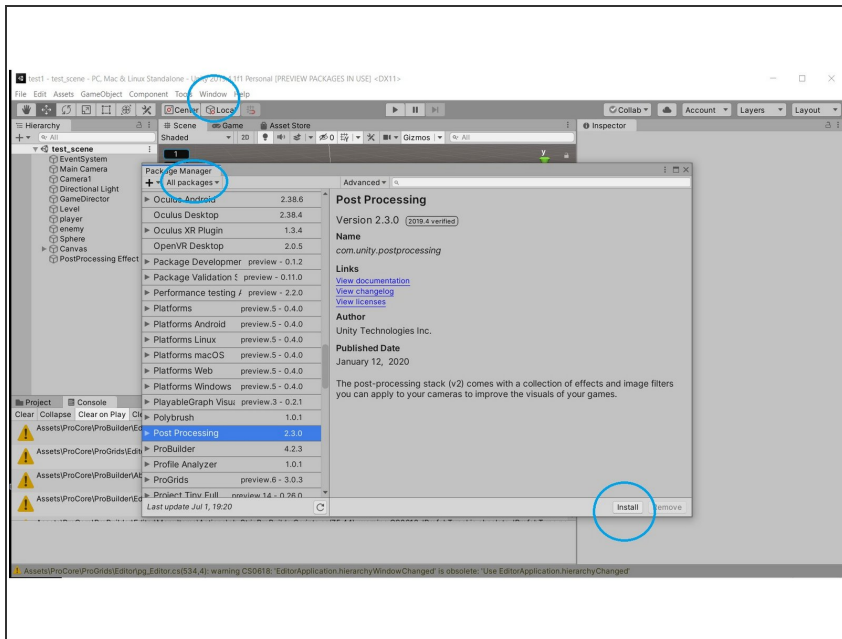 test1 - test_scene - PC, Mac & Linux Standalone - Unity 2019.4.1f1 Personal [PREVIEW PACKAGES IN USE] <DX11>
File Edit Assets GameObject Component Tools Window Help
Center Local Collab Account Layers Layout
Hierarchy
All
test_scene
EventSystem
Main Camera
Camera1
Directional Light
GameDirector
Level
player
enemy
Sphere
Canvas
PostProcessing Effect
Scene Game Asset Store
Shaded 2D 0 Gizmos All
1
y
Inspector
Package Manager
All packages Advanced
Oculus Android 2.38.6
Oculus Desktop 2.38.4
Oculus XR Plugin 1.3.4
OpenVR Desktop 2.0.5
Package Developmer preview - 0.1.2
Package Validation S preview - 0.11.0
Performance testing A preview - 2.2.0
Platforms preview.5 - 0.4.0
Platforms Android preview.5 - 0.4.0
Platforms Linux preview.5 - 0.4.0
Platforms macOS preview.5 - 0.4.0
Platforms Web preview.5 - 0.4.0
Platforms Windows preview.5 - 0.4.0
PlayableGraph Visua preview.3 - 0.2.1
Polybrush 1.0.1
Post Processing 2.3.0
ProBuilder 4.2.3
Profile Analyzer 1.0.1
ProGrids preview.6 - 3.0.3
Project Tiny Full preview.14 - 0.26.0
Last update Jul 1, 19:20
Post Processing
Version 2.3.0 2019.4 verified
Name
com.unity.postprocessing
Links
View documentation
View changelog
View licenses
Author
Unity Technologies Inc.
Published Date
January 12, 2020
The post-processing stack (v2) comes with a collection of effects and image filters
you can apply to your cameras to improve the visuals of your games.
Install Remove
Project Console
Clear Collapse Clear on Play Cle
Assets\ProCore\ProBuilder\Ed
Assets\ProCore\ProGrids\Edit
Assets\ProCore\ProBuilder\Ab
Assets\ProCore\ProBuilder\Ed
Assets\ProCore\ProGrids\Editor\pg_Editor.cs(534,4): warning CS0618: 'EditorApplication.hierarchyWindowChanged' is obsolete: 'Use EditorApplication.hierarchyChanged'